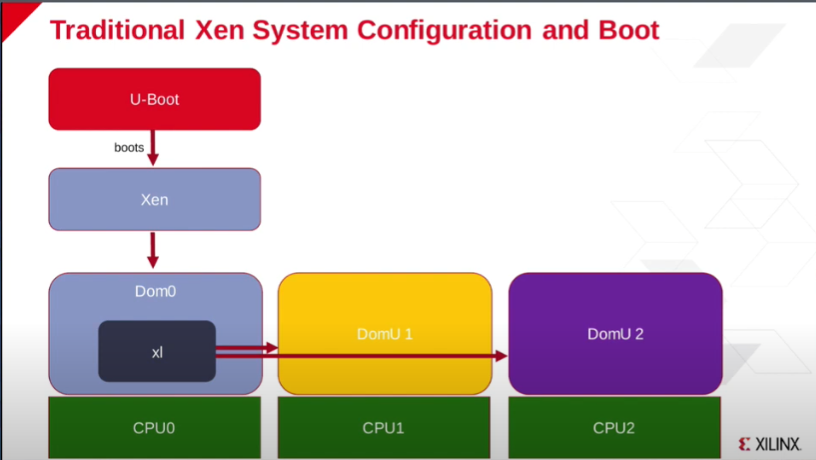 Traditional Xen System Configuration and Boot
U-Boot
boots
Xen
Dom0
xl
DomU 1
DomU 2
CPU0
CPU1
CPU2
XILINX